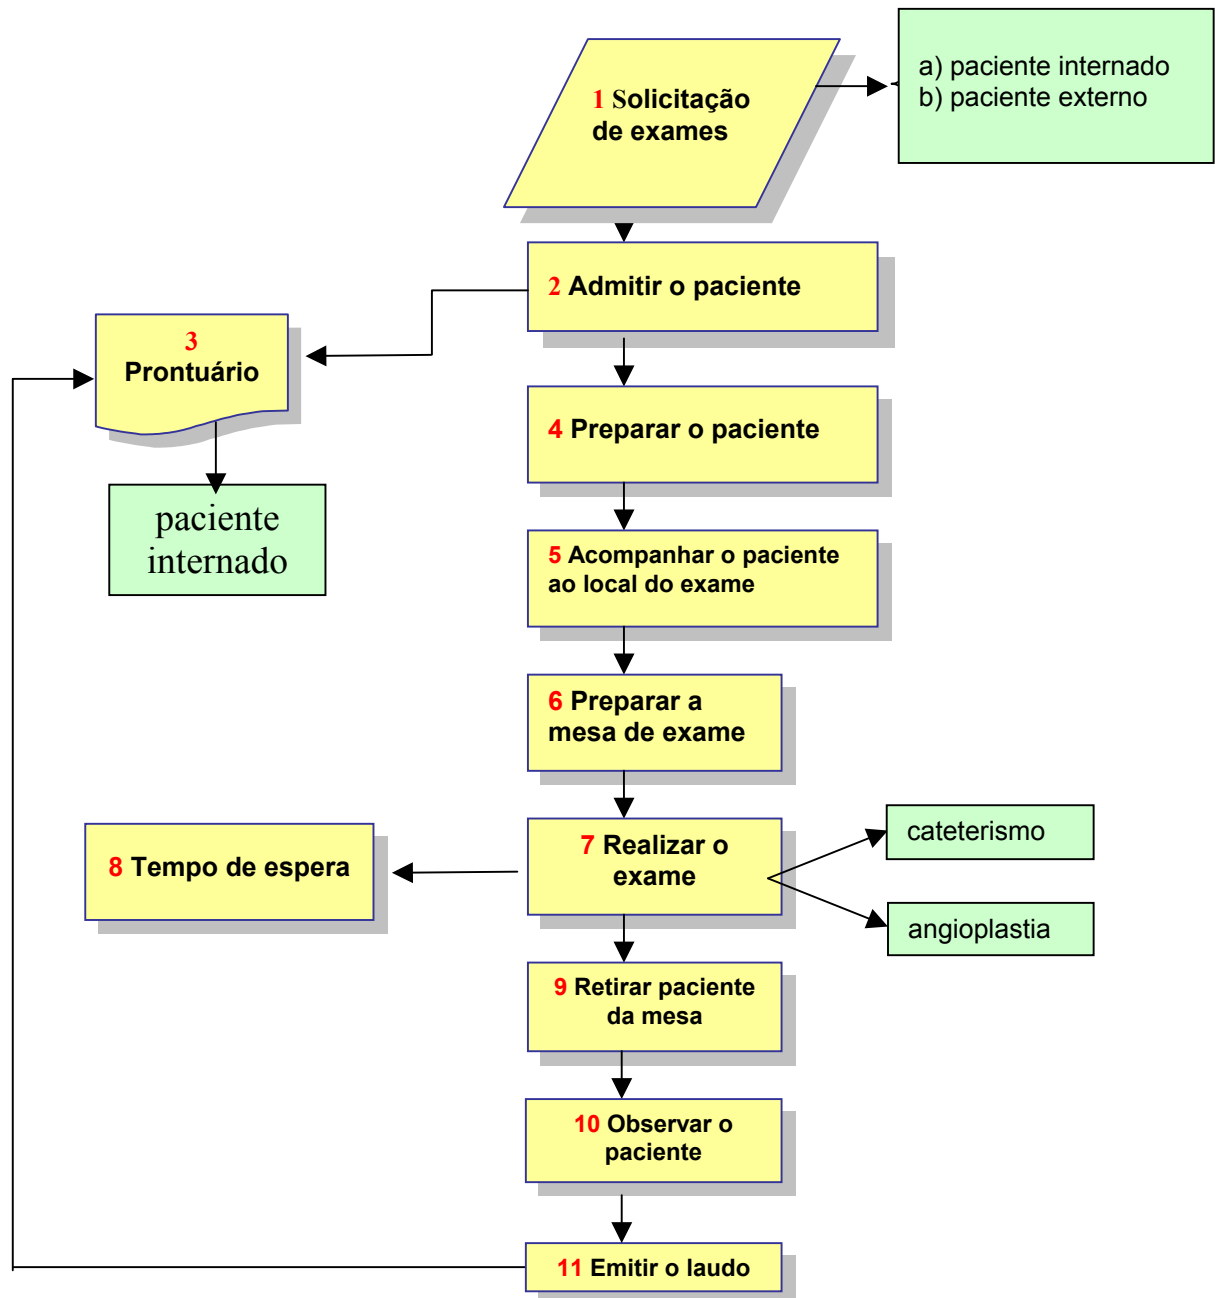 1 Solicitação
de exames
a) paciente internado
b) paciente externo
2 Admitir o paciente
3
Prontuário
4 Preparar o paciente
paciente
internado
5 Acompanhar o paciente
ao local do exame
6 Preparar a
mesa de exame
7 Realizar o
exame
cateterismo
8 Tempo de espera
angioplastia
9 Retirar paciente
da mesa
10 Observar o
paciente
11 Emitir o laudo